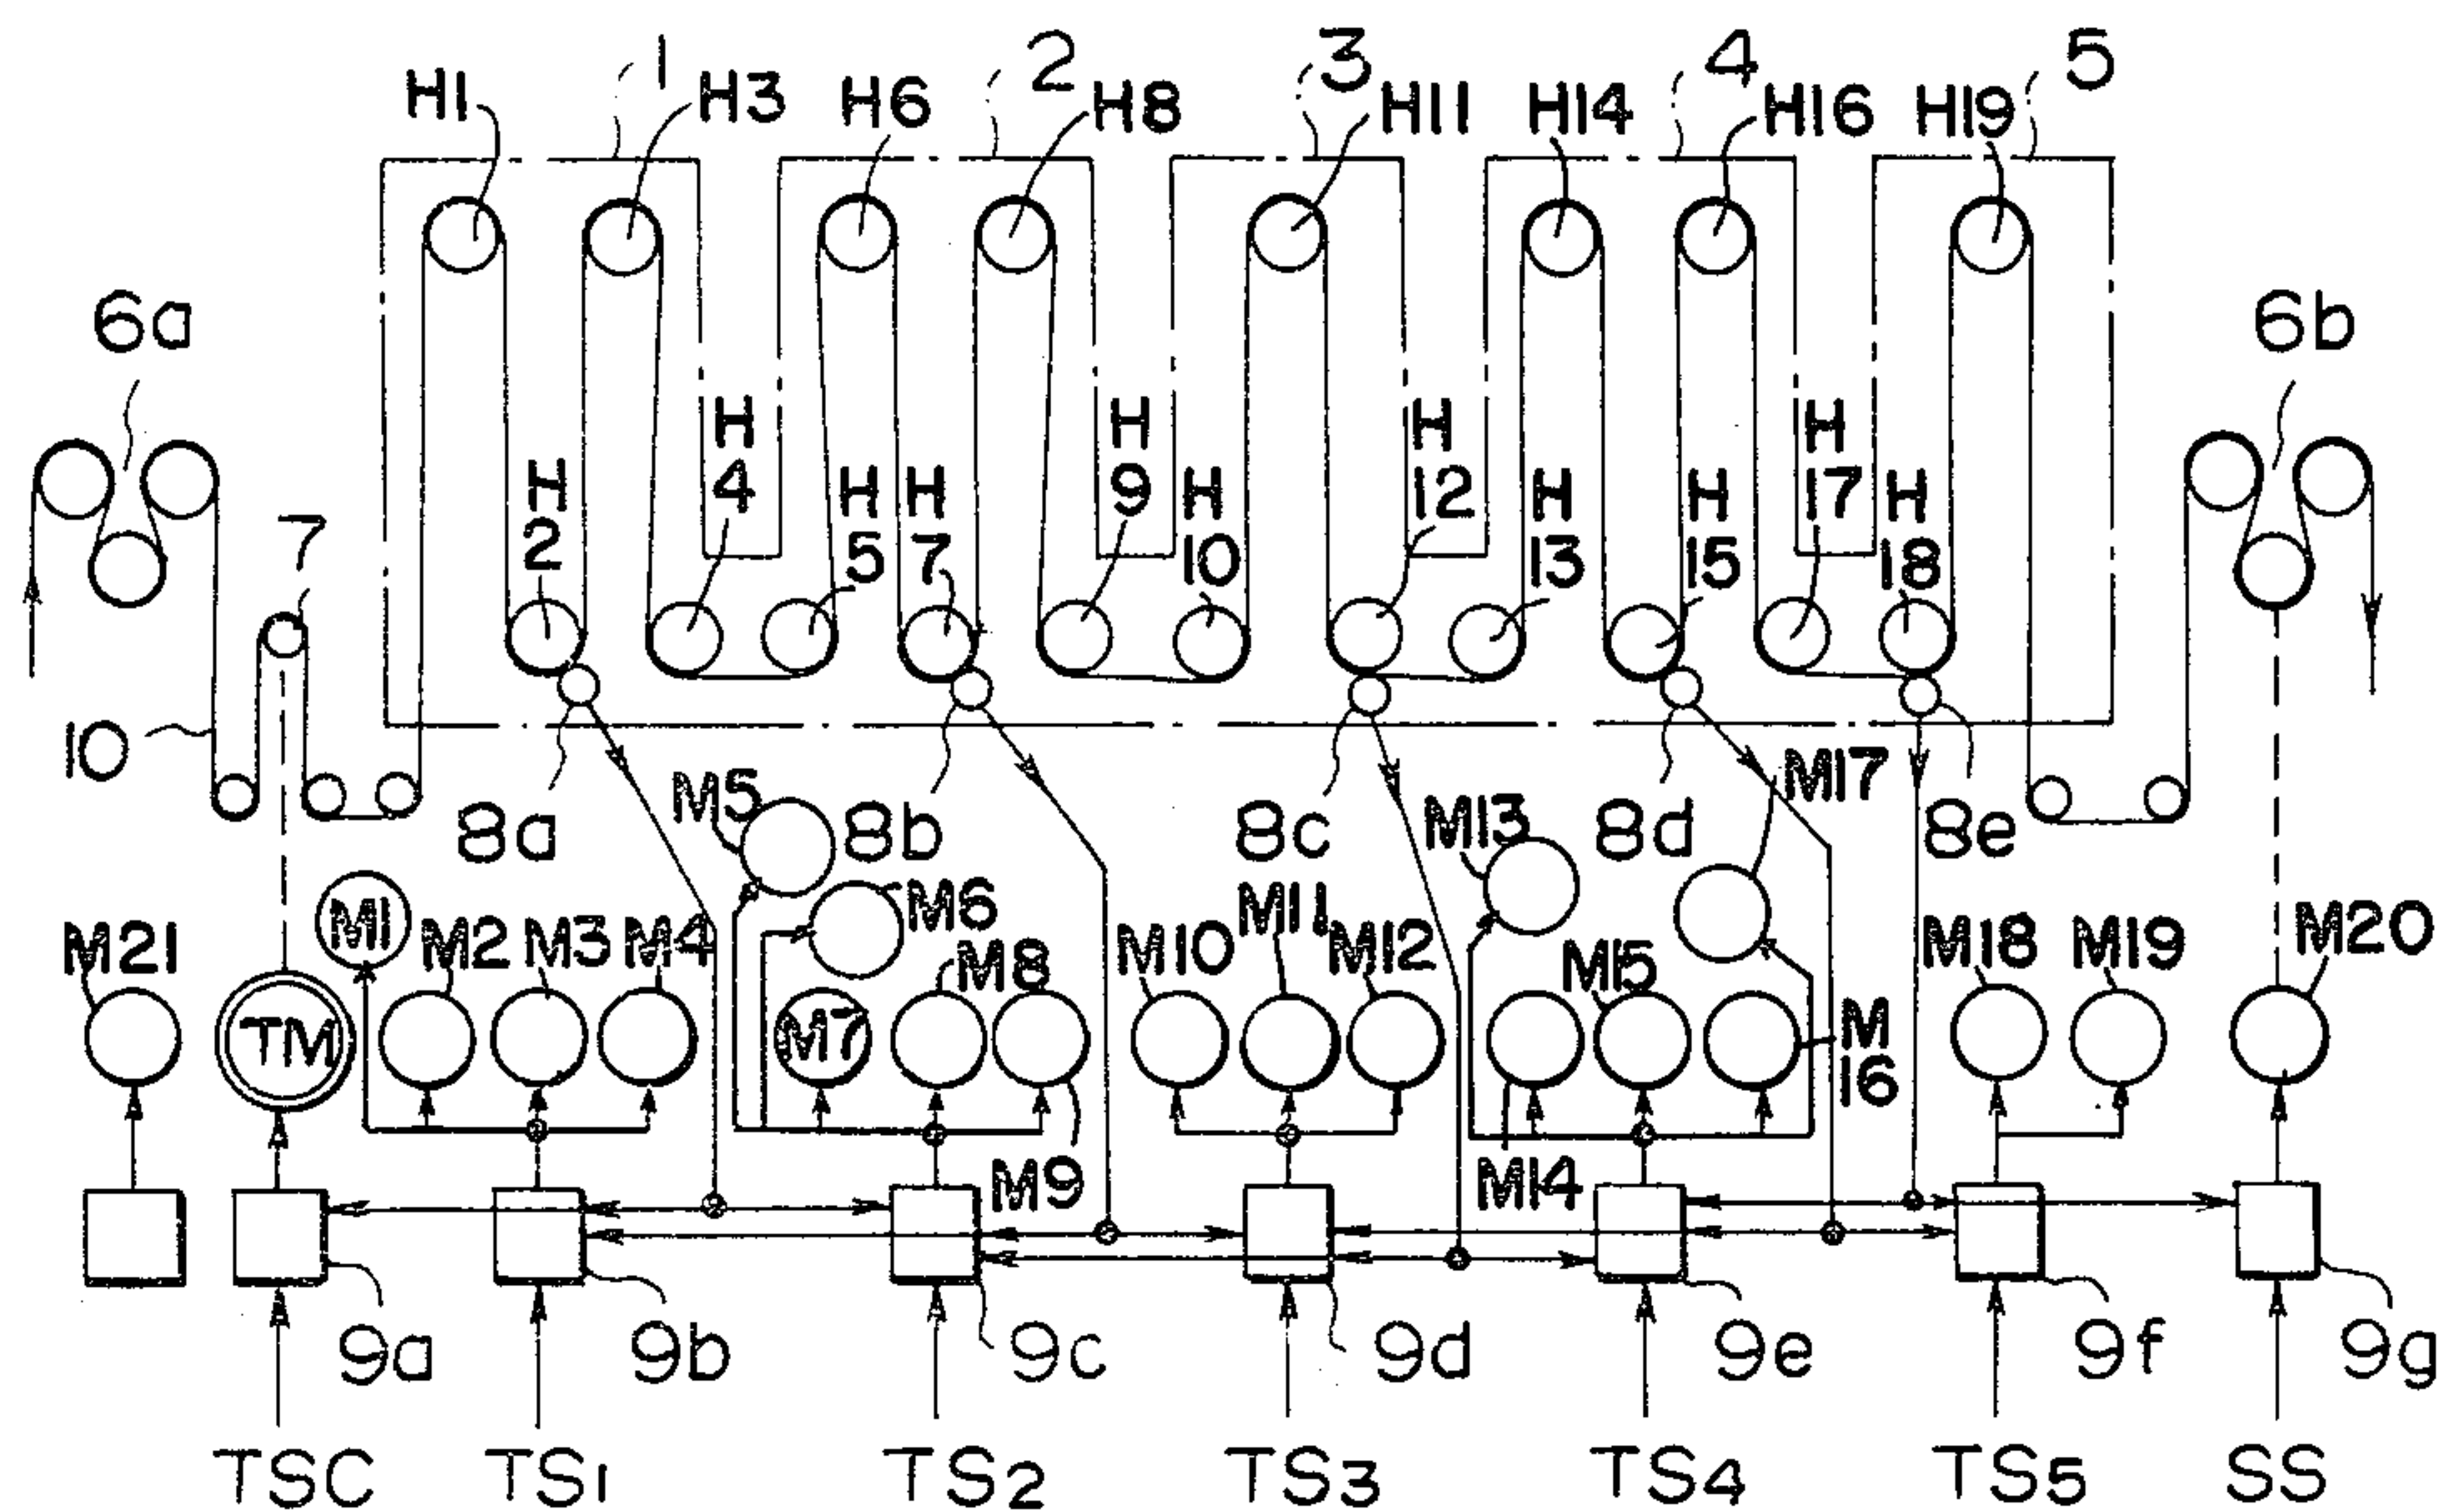 1 2 3 4 5
H1 H3 H6 H8 H11 H14 H16 H19
6a 6b
H 4 H 9 H 12 H 17
H 2 H 5 H 7 H 10 H 13 H 15 H 18
7
10
8a 8b 8c 8d 8e
M5 M13 M17
M21 M1 M2 M3 M4 M6 M8 M10 M11 M12 M15 M18 M19 M20
TM M7 M 16
M9 M14
9a 9b 9c 9d 9e 9f 9g
TSC TS1 TS2 TS3 TS4 TS5 SS